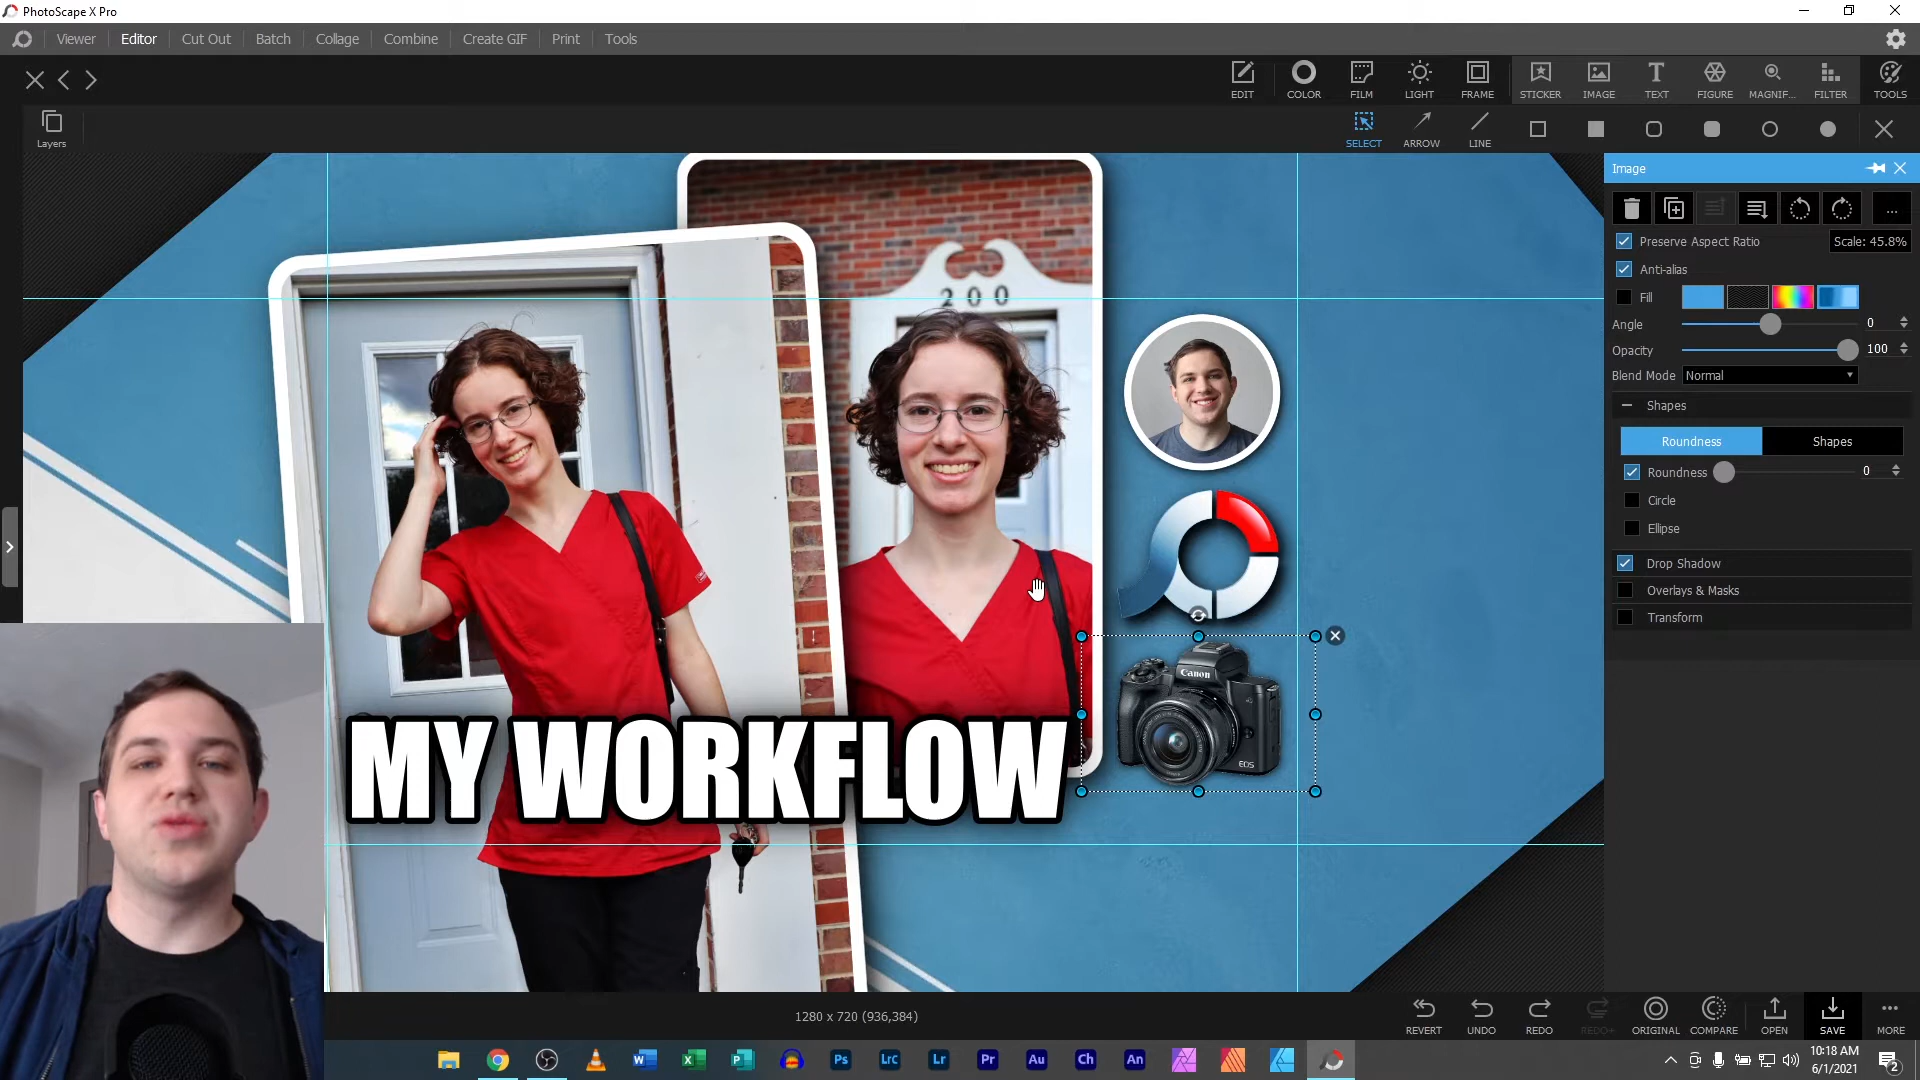 PhotoScape X Pro
Viewer Editor Cut Out Batch Collage Combine Create GIF Print Tools
EDIT COLOR FILM LIGHT FRAME STICKER IMAGE TEXT FIGURE MAGNIF... FILTER TOOLS
Layers
SELECT ARROW LINE
Image
...
Preserve Aspect Ratio Scale: 45.8%
Anti-alias
Fill
Angle 0
Opacity 100
Blend Mode Normal
Shapes
Roundness Shapes
Roundness 0
Circle
Ellipse
Drop Shadow
Overlays & Masks
Transform
200
Canon
EOS
MY WORKFLOW
1280 x 720 (936,384)
REVERT UNDO REDO REDO+ ORIGINAL COMPARE OPEN SAVE MORE
Ps LrC Lr Pr Au Ch An
10:18 AM
6/1/2021
2